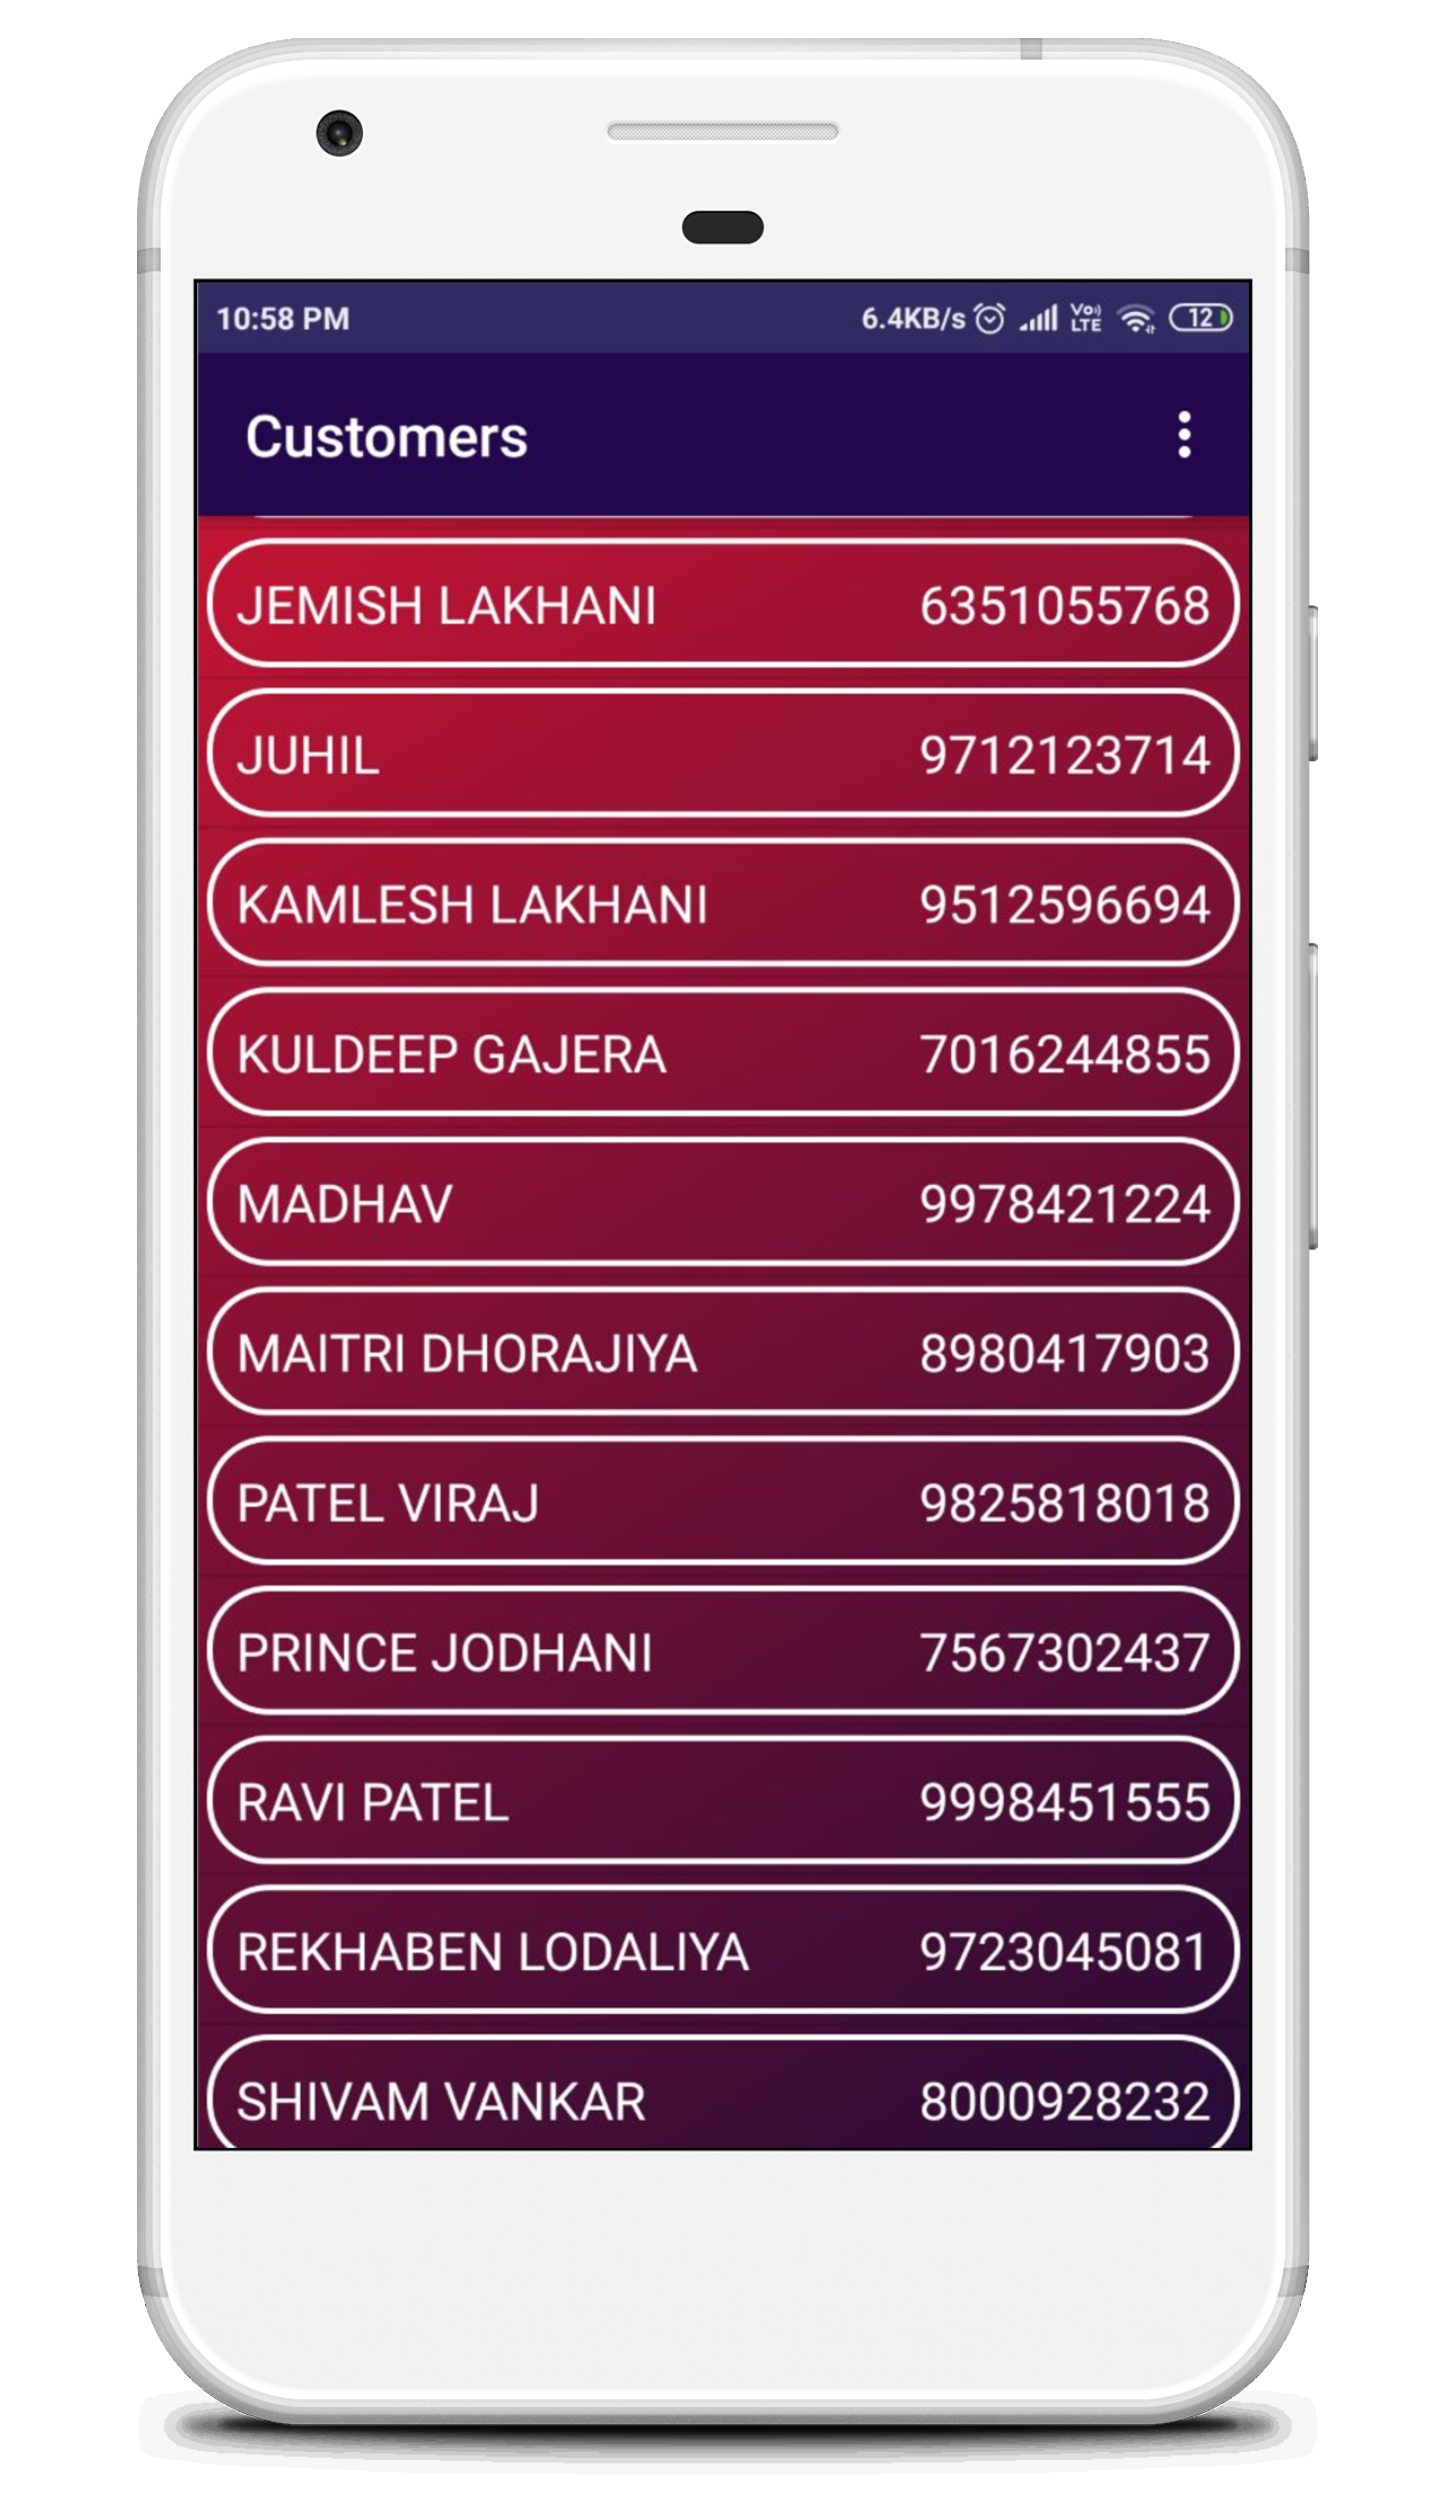 10:58 PM 6.4KB/s Vo) LTE 12
Customers
JEMISH LAKHANI 6351055768
JUHIL 9712123714
KAMLESH LAKHANI 9512596694
KULDEEP GAJERA 7016244855
MADHAV 9978421224
MAITRI DHORAJIYA 8980417903
PATEL VIRAJ 9825818018
PRINCE JODHANI 7567302437
RAVI PATEL 9998451555
REKHABEN LODALIYA 9723045081
SHIVAM VANKAR 8000928232